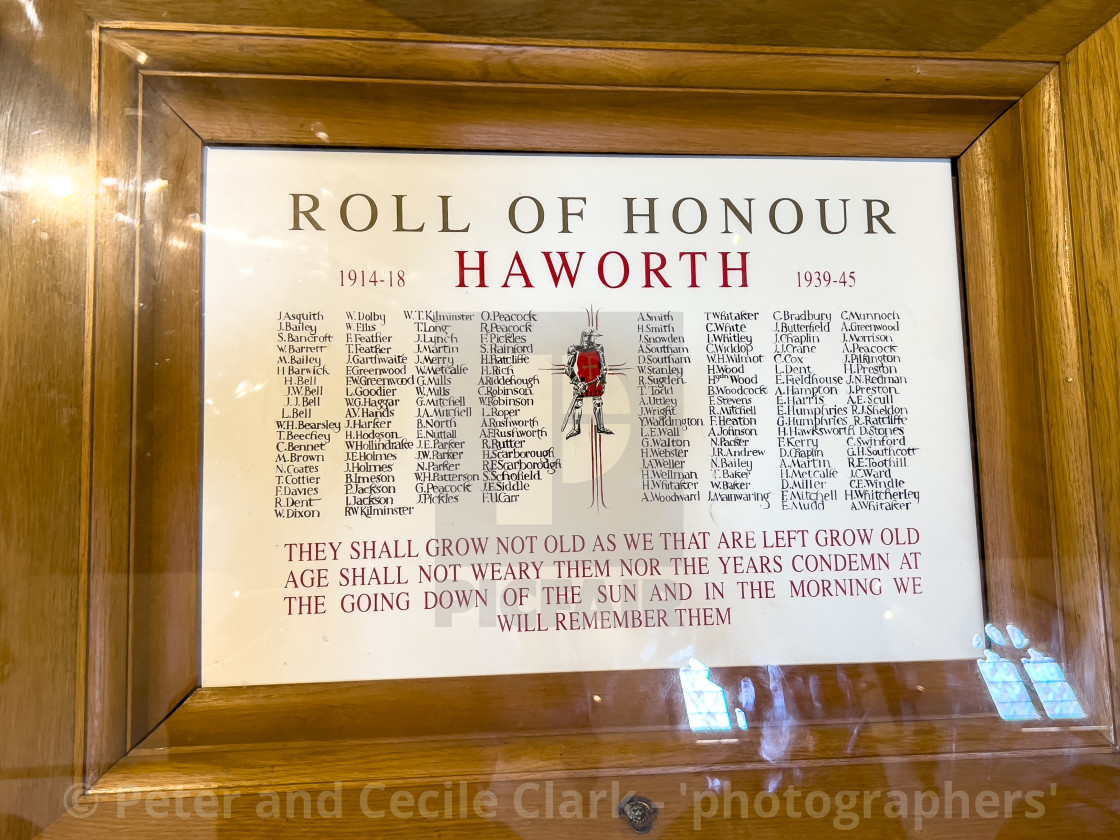 ROLL OF HONOUR
HAWORTH
1914-18
1939-45
J.Asquith
J.Bailey
S.Bancroft
W.Barrett
M.Bailey
H Barwick
H.Bell
J.W.Bell
J.J.Bell
L.Bell
W.H.Bearsley
T.Beechey
C.Bennet
M.Brown
N.Coates
T.Cottier
F.Davies
R.Dent
W.Dixon
W.Dolby
W.Ellis
F.Feather
T.Feather
J.Garthwaite
F.Greenwood
F.W.Greenwood
L.Goodier
W.G.Haggar
A.V.Hands
J.Harker
H.Hodgson
W.Hollindrake
J.E.Holmes
J.Holmes
B.Imeson
P.Jackson
L.Jackson
R.W.Kilminster
W.T.Kilminster
T.Long
J.Lynch
J.Martin
J.Merry
W.Metcalfe
G.Mills
W.Mills
G.Mitchell
J.A.Mitchell
B.North
E.Nuttall
J.E.Parker
J.W.Parker
N.Parker
W.H.Patterson
G.Peacock
J.Pickles
O.Peacock
R.Peacock
F.Pickles
S.Rainford
H.Ratcliffe
H.Rich
A.Riddehough
C.Robinson
W.Robinson
L.Roper
A.Rushworth
A.F.Rushworth
R.Rutter
H.Scarborough
R.F.Scarborough
S.Schofield
J.E.Siddle
F.U.Carr
A.Smith
H.Smith
J.Snowden
A.Southam
D.Southam
W.Stanley
R.Sugden
T.Todd
A.Uttley
J.Wright
Y.Waddington
L.E.Wall
G.Walton
H.Webster
J.A.Weller
H.Wellman
H.Whitaker
A.Woodward
T.Whitaker
C.White
L.Whitley
C.Widdop
W.H.Wilmot
H.Wood
H.Wood
B.Woodcock
E.Stevens
R.Mitchell
F.Heaton
A.Johnson
N.Packer
J.R.Andrew
N.Bailey
T.Baker
W.Baker
J.Mainwaring
C.Bradbury
J.Butterfield
J.Chaplin
J.J.Crane
C.Cox
L.Dent
E.Fieldhouse
A.Hampton
E.Harris
E.Humphries
G.Humphries
H.Hawksworth
F.Kerry
D.Chaplin
A.Martin
H.Metcalfe
D.Miller
E.Mitchell
E.Mudd
C.Munnoch
A.Greenwood
J.Morrison
A.Peacock
J.Pilkington
H.Preston
J.N.Redman
J.Preston
A.E.Scull
R.J.Sheldon
R.Ratcliffe
D.Stones
C.Swinford
G.H.Southcott
R.E.Toothill
J.C.Ward
C.E.Windle
H.Whitcherley
A.Whitaker
THEY SHALL GROW NOT OLD AS WE THAT ARE LEFT GROW OLD
AGE SHALL NOT WEARY THEM NOR THE YEARS CONDEMN AT
THE GOING DOWN OF THE SUN AND IN THE MORNING WE
WILL REMEMBER THEM
© Peter and Cecile Clark - 'photographers'